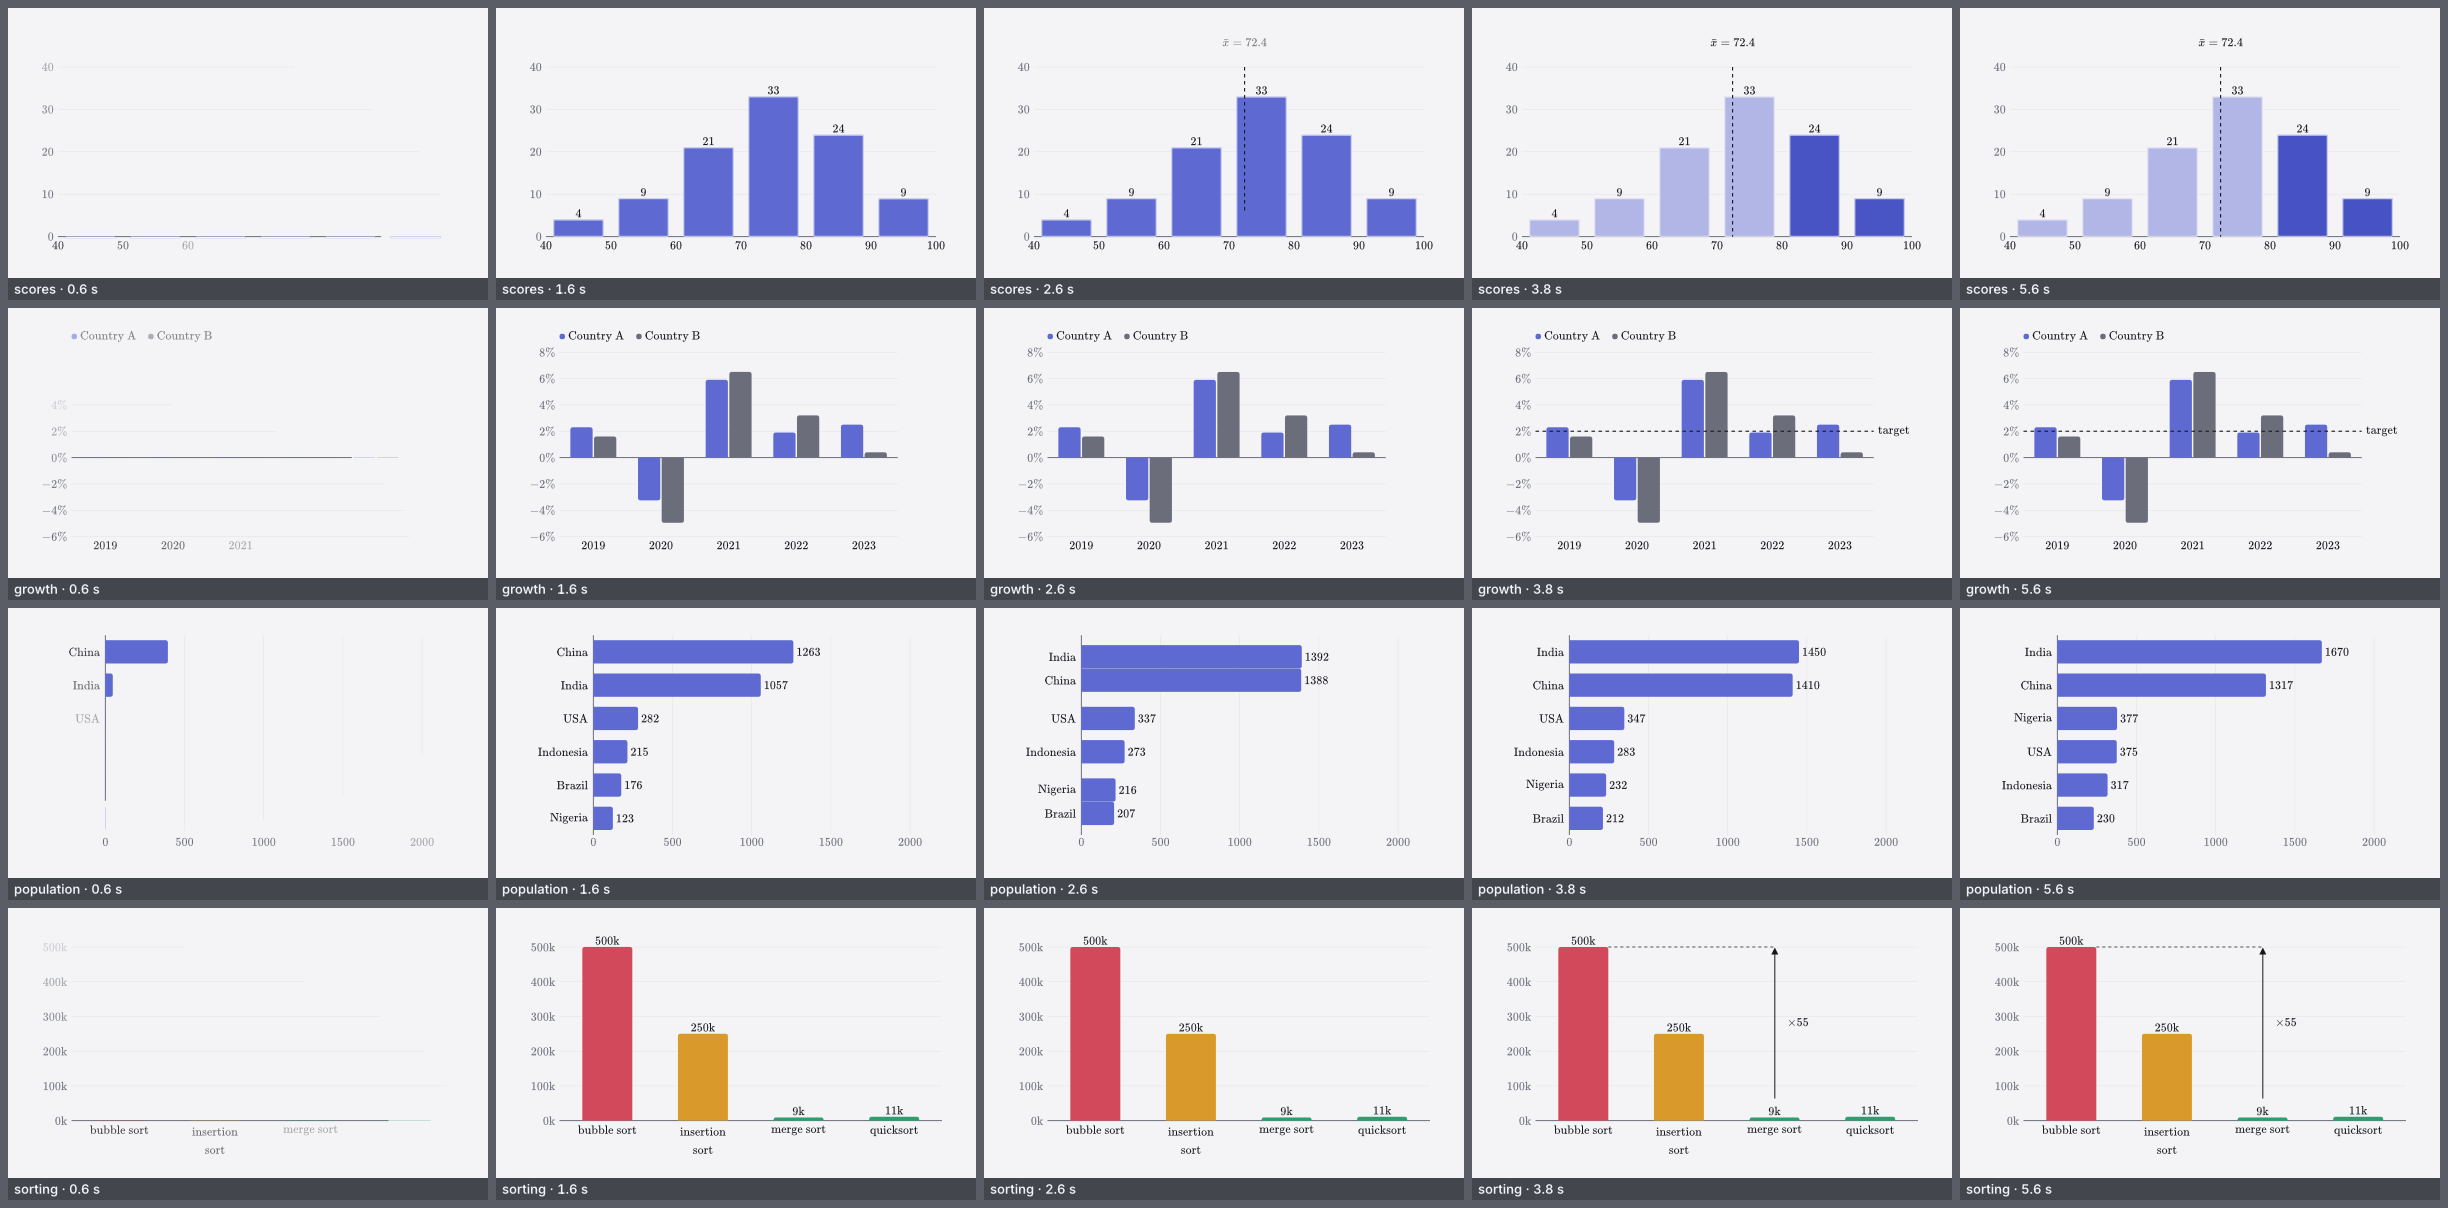 40
30
20
10
0
40 50 60
scores · 0.6 s
40
30
20
10
0
4 9 21 33 24 9
40 50 60 70 80 90 100
scores · 1.6 s
x̄ = 72.4
40
30
20
10
0
4 9 21 33 24 9
40 50 60 70 80 90 100
scores · 2.6 s
x̄ = 72.4
40
30
20
10
0
4 9 21 33 24 9
40 50 60 70 80 90 100
scores · 3.8 s
x̄ = 72.4
40
30
20
10
0
4 9 21 33 24 9
40 50 60 70 80 90 100
scores · 5.6 s
Country A Country B
4%
2%
0%
−2%
−4%
−6%
2019 2020 2021
growth · 0.6 s
Country A Country B
8%
6%
4%
2%
0%
−2%
−4%
−6%
2019 2020 2021 2022 2023
growth · 1.6 s
Country A Country B
8%
6%
4%
2%
0%
−2%
−4%
−6%
2019 2020 2021 2022 2023
growth · 2.6 s
Country A Country B
8%
6%
4%
2% target
0%
−2%
−4%
−6%
2019 2020 2021 2022 2023
growth · 3.8 s
Country A Country B
8%
6%
4%
2% target
0%
−2%
−4%
−6%
2019 2020 2021 2022 2023
growth · 5.6 s
China
India
USA
0 500 1000 1500 2000
population · 0.6 s
China 1263
India 1057
USA 282
Indonesia 215
Brazil 176
Nigeria 123
0 500 1000 1500 2000
population · 1.6 s
India 1392
China 1388
USA 337
Indonesia 273
Nigeria 216
Brazil 207
0 500 1000 1500 2000
population · 2.6 s
India 1450
China 1410
USA 347
Indonesia 283
Nigeria 232
Brazil 212
0 500 1000 1500 2000
population · 3.8 s
India 1670
China 1317
Nigeria 377
USA 375
Indonesia 317
Brazil 230
0 500 1000 1500 2000
population · 5.6 s
500k
400k
300k
200k
100k
0k
bubble sort insertion merge sort
sort
sorting · 0.6 s
500k
500k
400k
300k
250k
200k
100k
9k 11k
0k
bubble sort insertion merge sort quicksort
sort
sorting · 1.6 s
500k
500k
400k
300k
250k
200k
100k
9k 11k
0k
bubble sort insertion merge sort quicksort
sort
sorting · 2.6 s
500k
500k
400k
300k ×55
250k
200k
100k
9k 11k
0k
bubble sort insertion merge sort quicksort
sort
sorting · 3.8 s
500k
500k
400k
300k ×55
250k
200k
100k
9k 11k
0k
bubble sort insertion merge sort quicksort
sort
sorting · 5.6 s